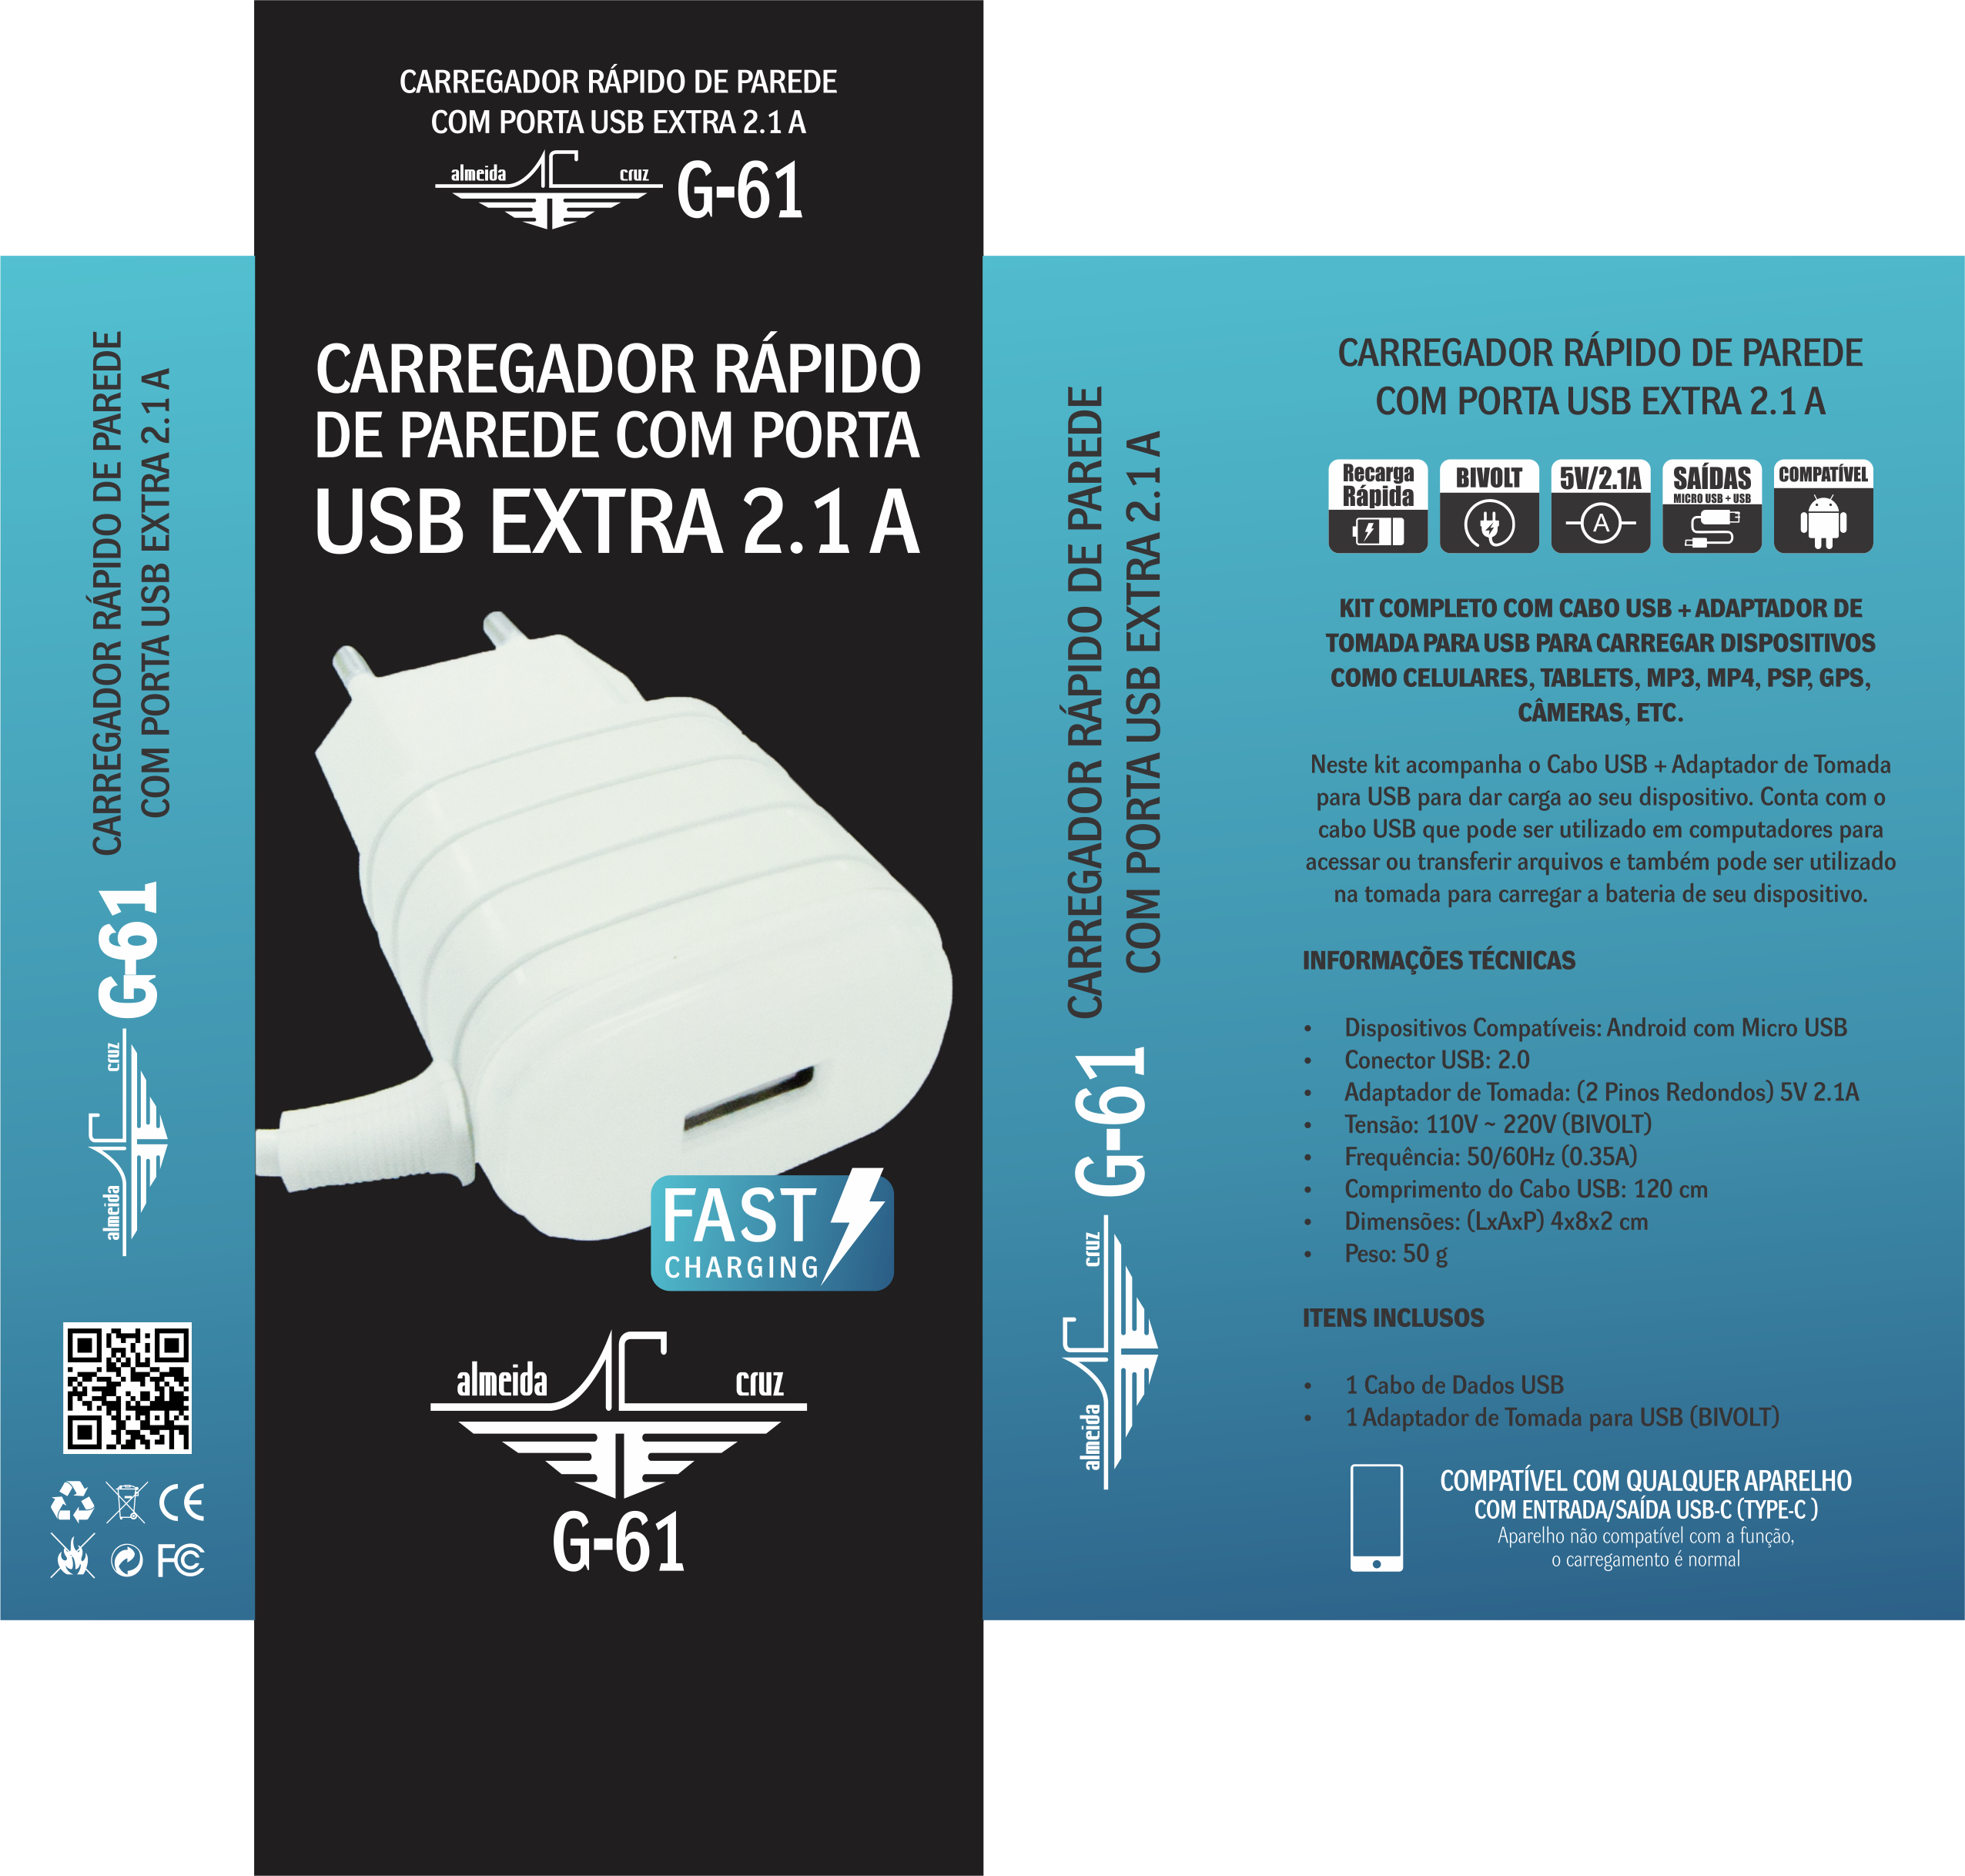 CARREGADOR RÁPIDO DE PAREDE
COM PORTA USB EXTRA 2.1 A
almeida cruz
G-61
CARREGADOR RÁPIDO
DE PAREDE COM PORTA
USB EXTRA 2.1 A
FAST
CHARGING
almeida cruz
G-61
CARREGADOR RÁPIDO DE PAREDE
COM PORTA USB EXTRA 2.1 A
G-61
almeida cruz
CE
FC
CARREGADOR RÁPIDO DE PAREDE
COM PORTA USB EXTRA 2.1 A
G-61
almeida cruz
CARREGADOR RÁPIDO DE PAREDE
COM PORTA USB EXTRA 2.1 A
Recarga
Rápida
BIVOLT
5V/2.1A
A
SAÍDAS
MICRO USB + USB
COMPATÍVEL
KIT COMPLETO COM CABO USB + ADAPTADOR DE
TOMADA PARA USB PARA CARREGAR DISPOSITIVOS
COMO CELULARES, TABLETS, MP3, MP4, PSP, GPS,
CÂMERAS, ETC.
Neste kit acompanha o Cabo USB + Adaptador de Tomada
para USB para dar carga ao seu dispositivo. Conta com o
cabo USB que pode ser utilizado em computadores para
acessar ou transferir arquivos e também pode ser utilizado
na tomada para carregar a bateria de seu dispositivo.
INFORMAÇÕES TÉCNICAS
• Dispositivos Compatíveis: Android com Micro USB
• Conector USB: 2.0
• Adaptador de Tomada: (2 Pinos Redondos) 5V 2.1A
• Tensão: 110V ~ 220V (BIVOLT)
• Frequência: 50/60Hz (0.35A)
• Comprimento do Cabo USB: 120 cm
• Dimensões: (LxAxP) 4x8x2 cm
• Peso: 50 g
ITENS INCLUSOS
• 1 Cabo de Dados USB
• 1 Adaptador de Tomada para USB (BIVOLT)
COMPATÍVEL COM QUALQUER APARELHO
COM ENTRADA/SAÍDA USB-C (TYPE-C )
Aparelho não compatível com a função,
o carregamento é normal